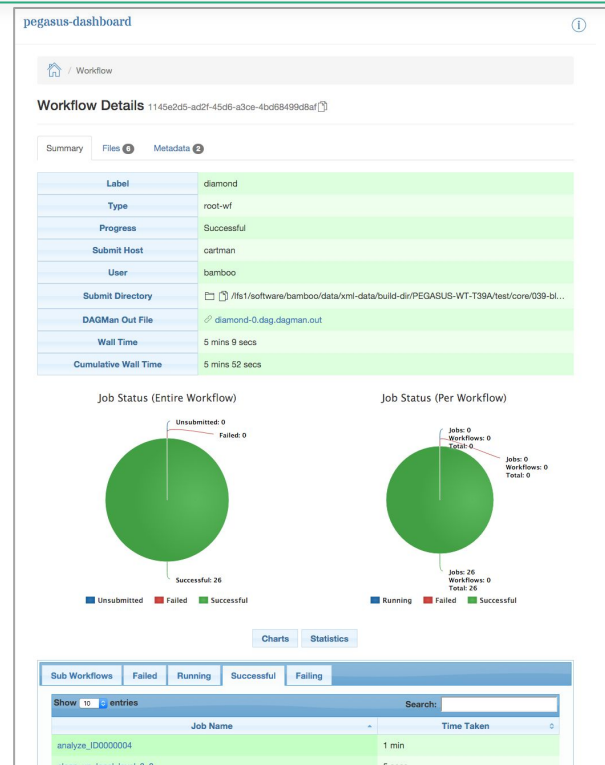 pegasus-dashboard
/ Workflow
Workflow Details 1145e2d5-ad2f-45d6-a3ce-4bd68499d8af
Summary Files 6 Metadata 2
Label diamond
Type root-wf
Progress Successful
Submit Host cartman
User bamboo
Submit Directory /lfs1/software/bamboo/data/xml-data/build-dir/PEGASUS-WT-T39A/test/core/039-bl...
DAGMan Out File diamond-0.dag.dagman.out
Wall Time 5 mins 9 secs
Cumulative Wall Time 5 mins 52 secs
Job Status (Entire Workflow)
Unsubmitted: 0
Failed: 0
Successful: 26
Unsubmitted Failed Successful
Job Status (Per Workflow)
Jobs: 0
Workflows: 0
Total: 0
Jobs: 0
Workflows: 0
Total: 0
Jobs: 26
Workflows: 0
Total: 26
Running Failed Successful
Charts Statistics
Sub Workflows Failed Running Successful Failing
Show 10 entries Search:
Job Name Time Taken
analyze_ID0000004 1 min